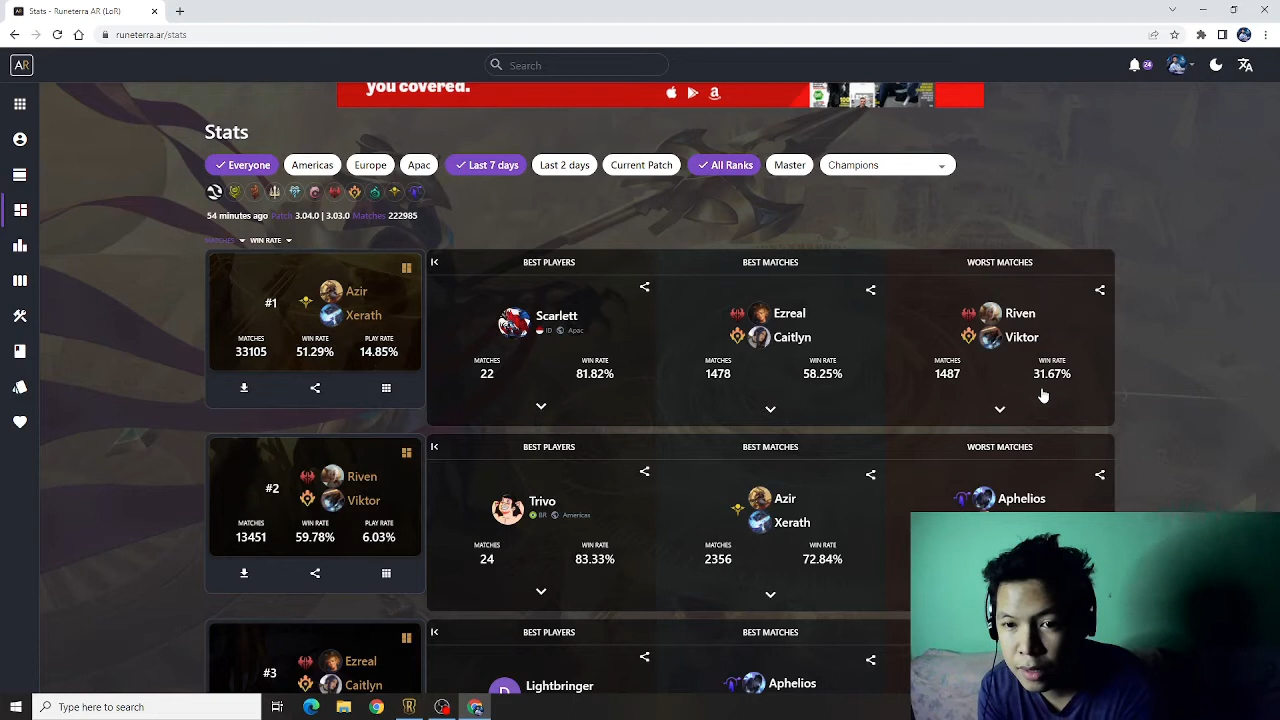 Stats - Runeterra AR (LoR)
runeterra.ar/stats
AR
Search
24
you covered.
Stats
Everyone Americas Europe Apac Last 7 days Last 2 days Current Patch All Ranks Master Champions
54 minutes ago Patch 3.04.0 | 3.03.0 Matches 222985
MATCHES WIN RATE
BEST PLAYERS BEST MATCHES WORST MATCHES
#1 Azir
Xerath
MATCHES WIN RATE PLAY RATE
33105 51.29% 14.85%
Scarlett
ID Apac
MATCHES WIN RATE
22 81.82%
Ezreal
Caitlyn
MATCHES WIN RATE
1478 58.25%
Riven
Viktor
MATCHES WIN RATE
1487 31.67%
BEST PLAYERS BEST MATCHES WORST MATCHES
#2 Riven
Viktor
MATCHES WIN RATE PLAY RATE
13451 59.78% 6.03%
Trivo
BR Americas
MATCHES WIN RATE
24 83.33%
Azir
Xerath
MATCHES WIN RATE
2356 72.84%
Aphelios
BEST PLAYERS BEST MATCHES
#3 Ezreal
Caitlyn
Lightbringer
Aphelios
Type here to search